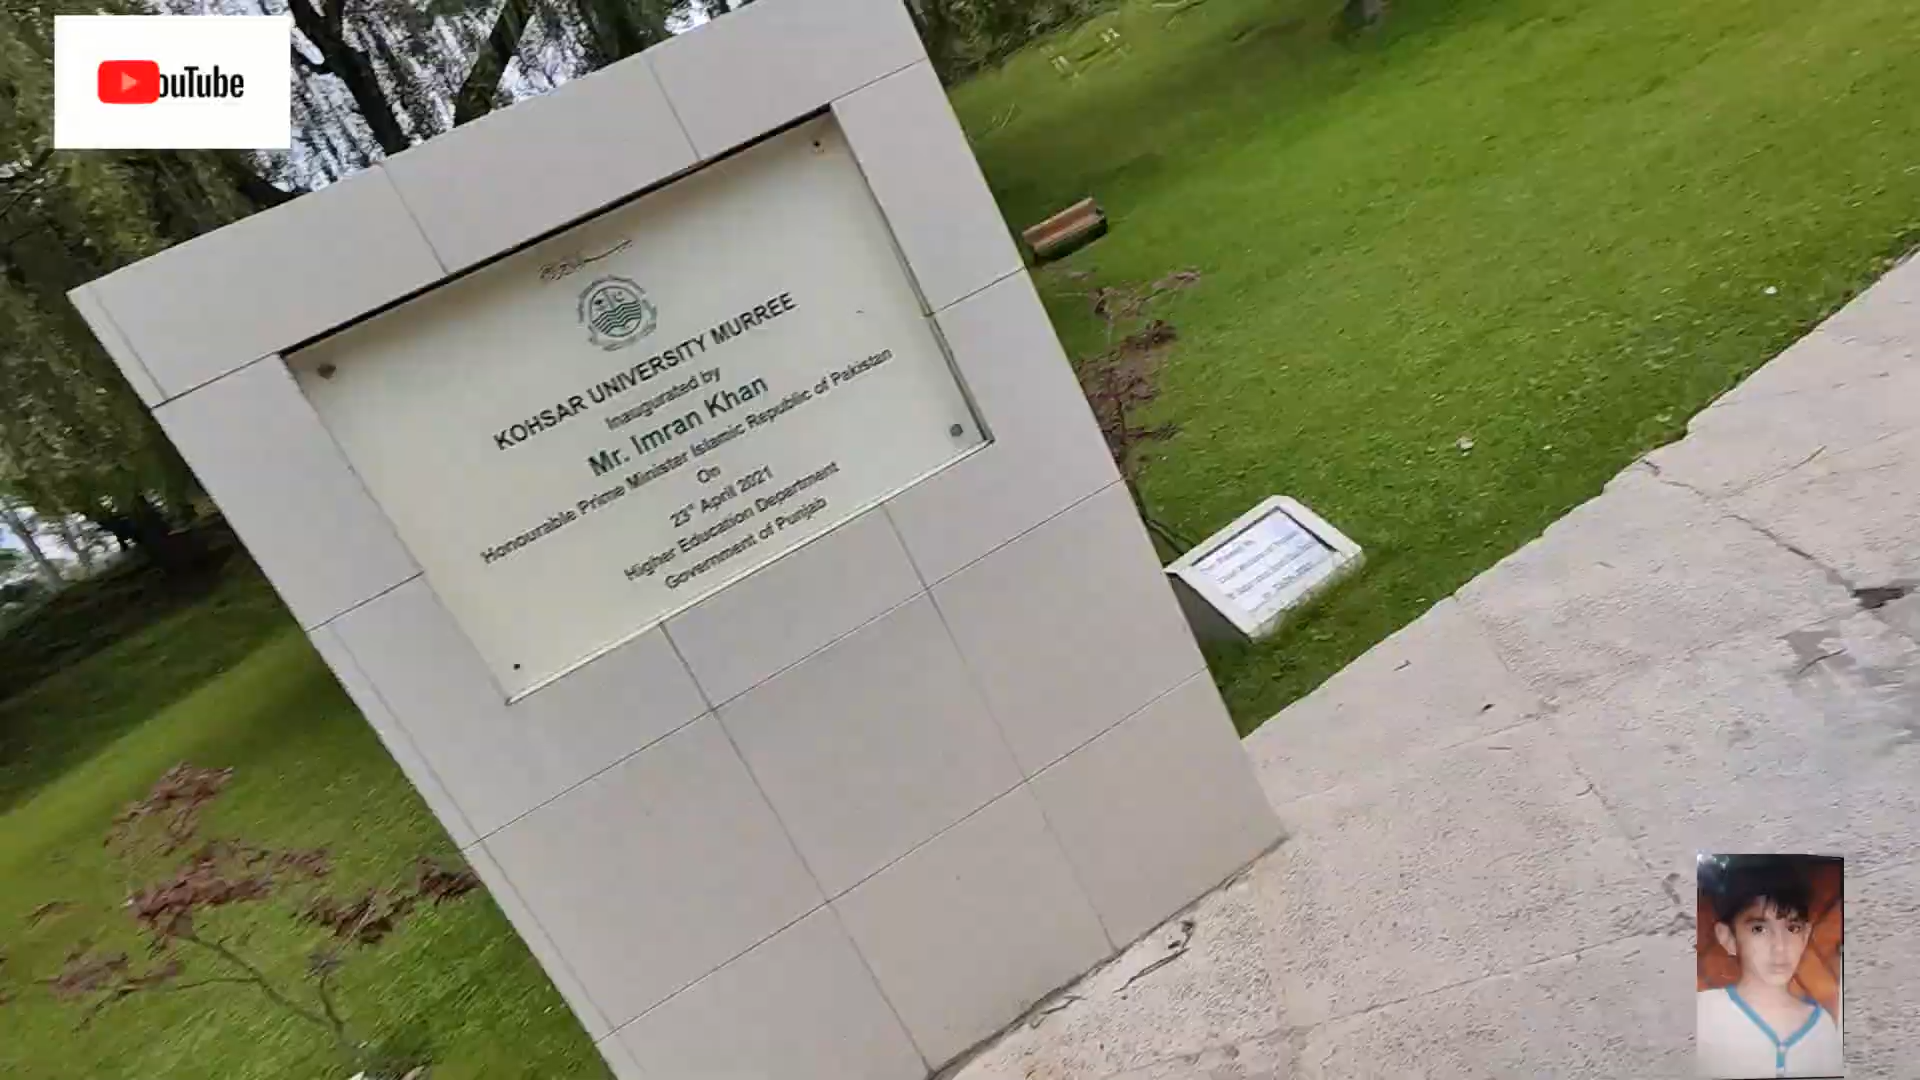 ouTube
KOHSAR UNIVERSITY MURREE
Inaugurated by
Mr. Imran Khan
Honourable Prime Minister Islamic Republic of Pakistan
On
23rd April 2021
Higher Education Department
Government of Punjab